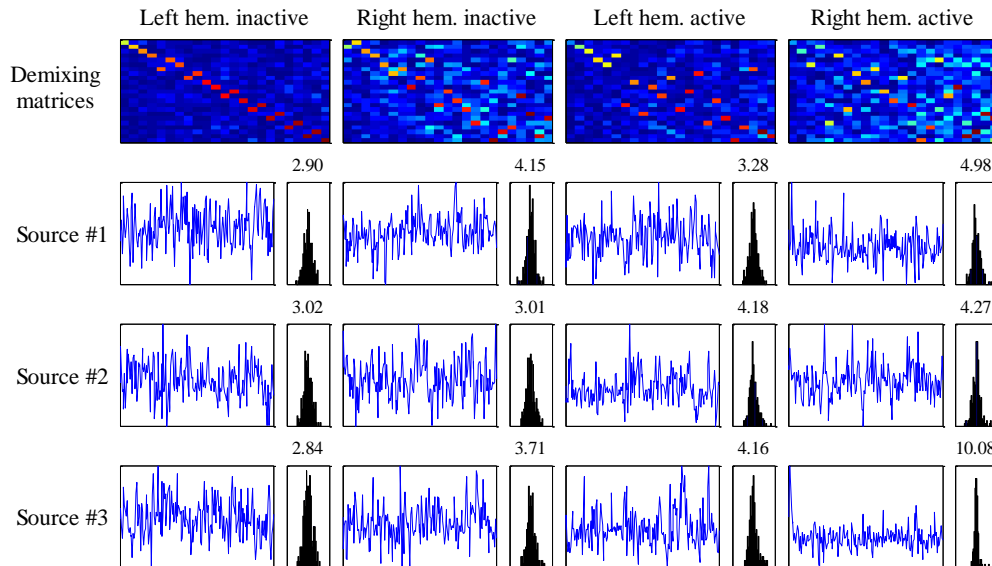 Left hem. inactive Right hem. inactive Left hem. active Right hem. active
Demixing
matrices
2.90 4.15 3.28 4.98
Source #1
3.02 3.01 4.18 4.27
Source #2
2.84 3.71 4.16 10.08
Source #3